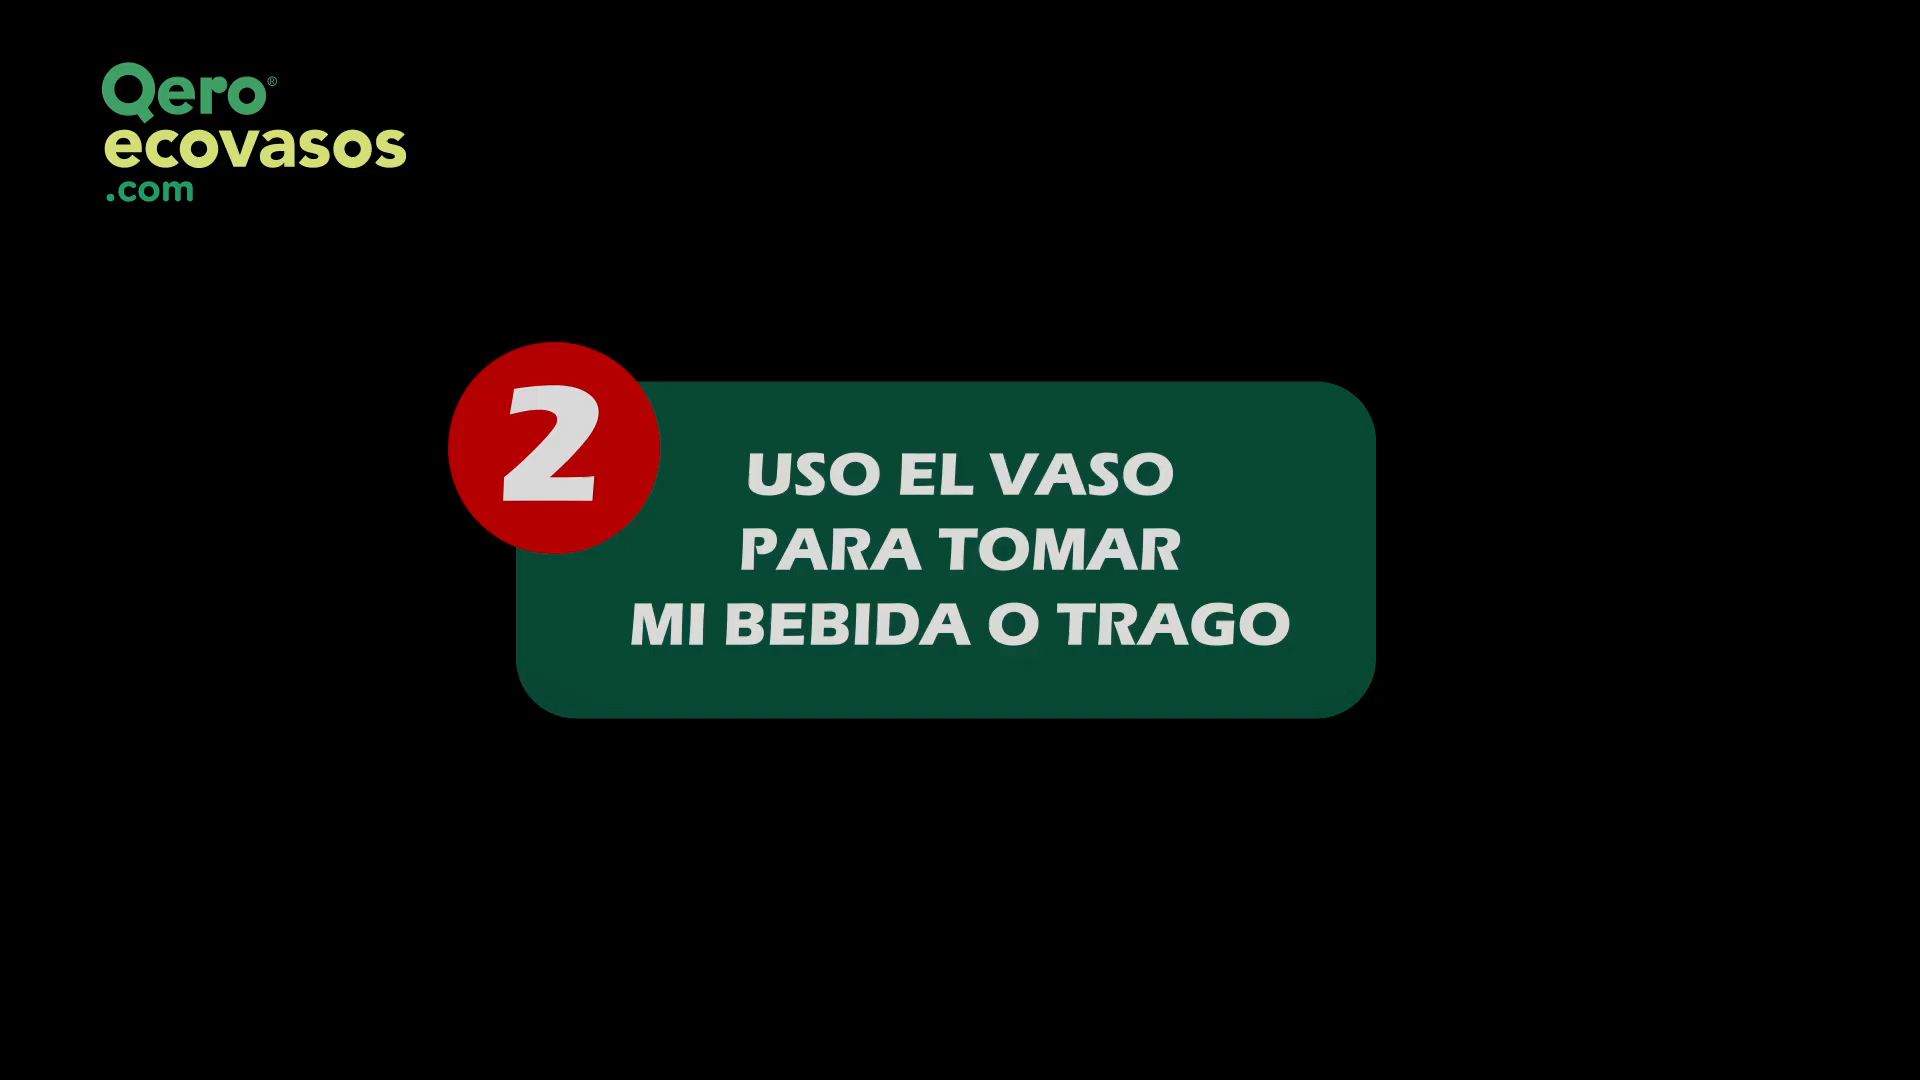 Qero®
ecovasos
.com
2
USO EL VASO
PARA TOMAR
MI BEBIDA O TRAGO